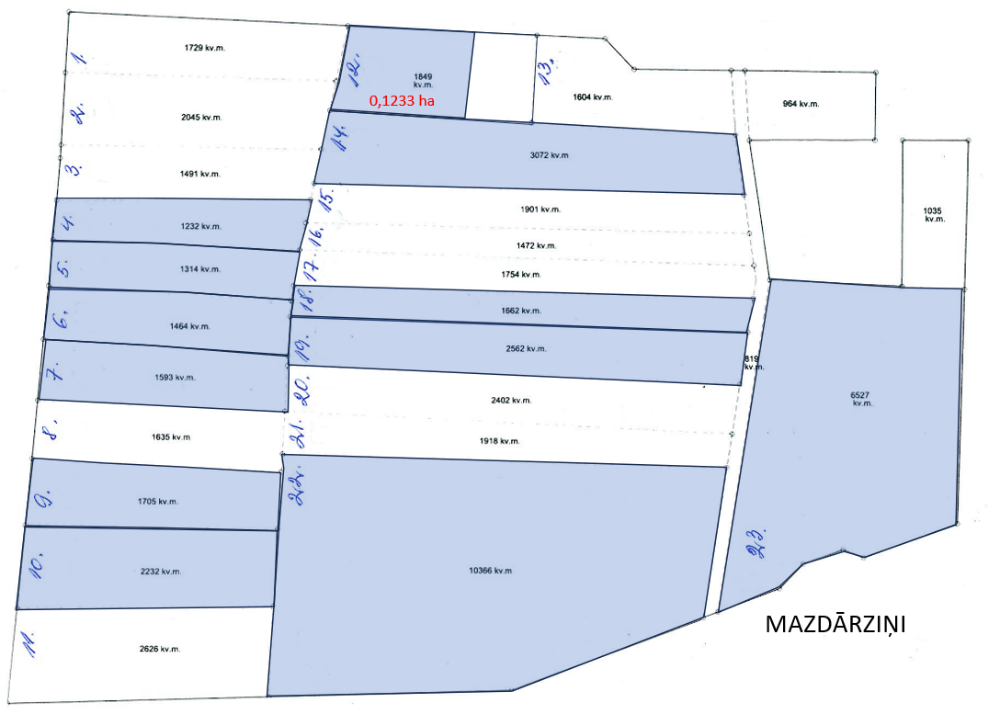 1.
1729 kv.m.
2.
2045 kv.m.
3.
1491 kv.m.
4.
1232 kv.m.
5.
1314 kv.m.
6.
1464 kv.m.
7.
1593 kv.m.
8.
1635 kv.m
9.
1705 kv.m.
10.
2232 kv.m.
11.
2626 kv.m.
12.
1849
kv.m.
0,1233 ha
13.
1604 kv.m.
964 kv.m.
1035
kv.m.
14.
3072 kv.m
15.
1901 kv.m.
16.
1472 kv.m.
17.
1754 kv.m.
18.
1662 kv.m.
19.
2562 kv.m.
819
kv.m.
20.
2402 kv.m.
21.
1918 kv.m.
22.
10366 kv.m
23.
6527
kv.m.
MAZDĀRZIŅI